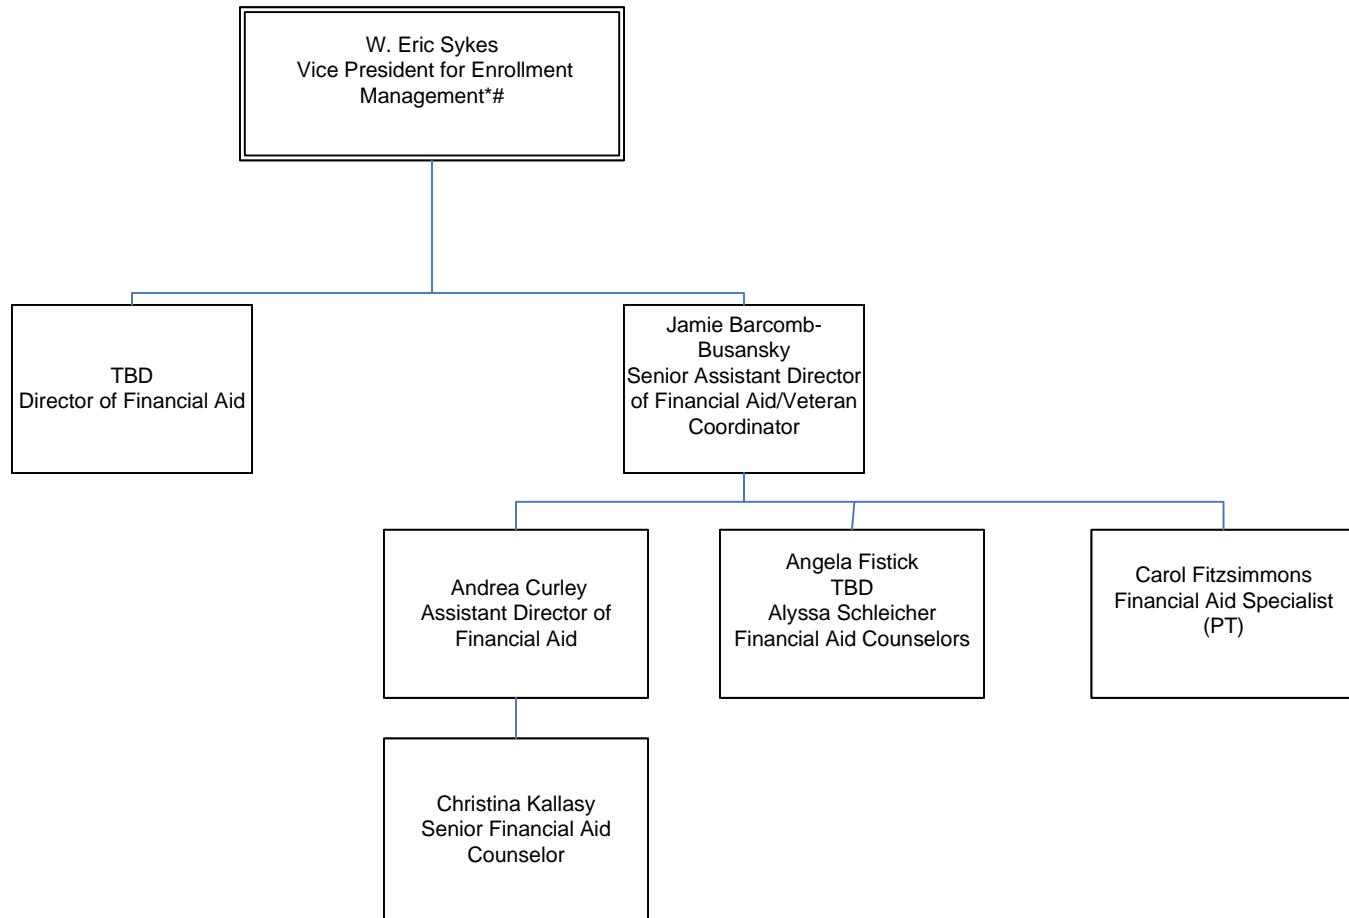 W. Eric Sykes
Vice President for Enrollment
Management*#
TBD
Director of Financial Aid
Jamie Barcomb-
Busansky
Senior Assistant Director
of Financial Aid/Veteran
Coordinator
Andrea Curley
Assistant Director of
Financial Aid
Angela Fistick
TBD
Alyssa Schleicher
Financial Aid Counselors
Carol Fitzsimmons
Financial Aid Specialist
(PT)
Christina Kallasy
Senior Financial Aid
Counselor